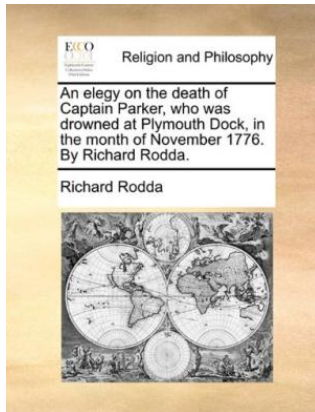 ECCO
Religion and Philosophy
An elegy on the death of
Captain Parker, who was
drowned at Plymouth Dock, in
the month of November 1776.
By Richard Rodda.
Richard Rodda